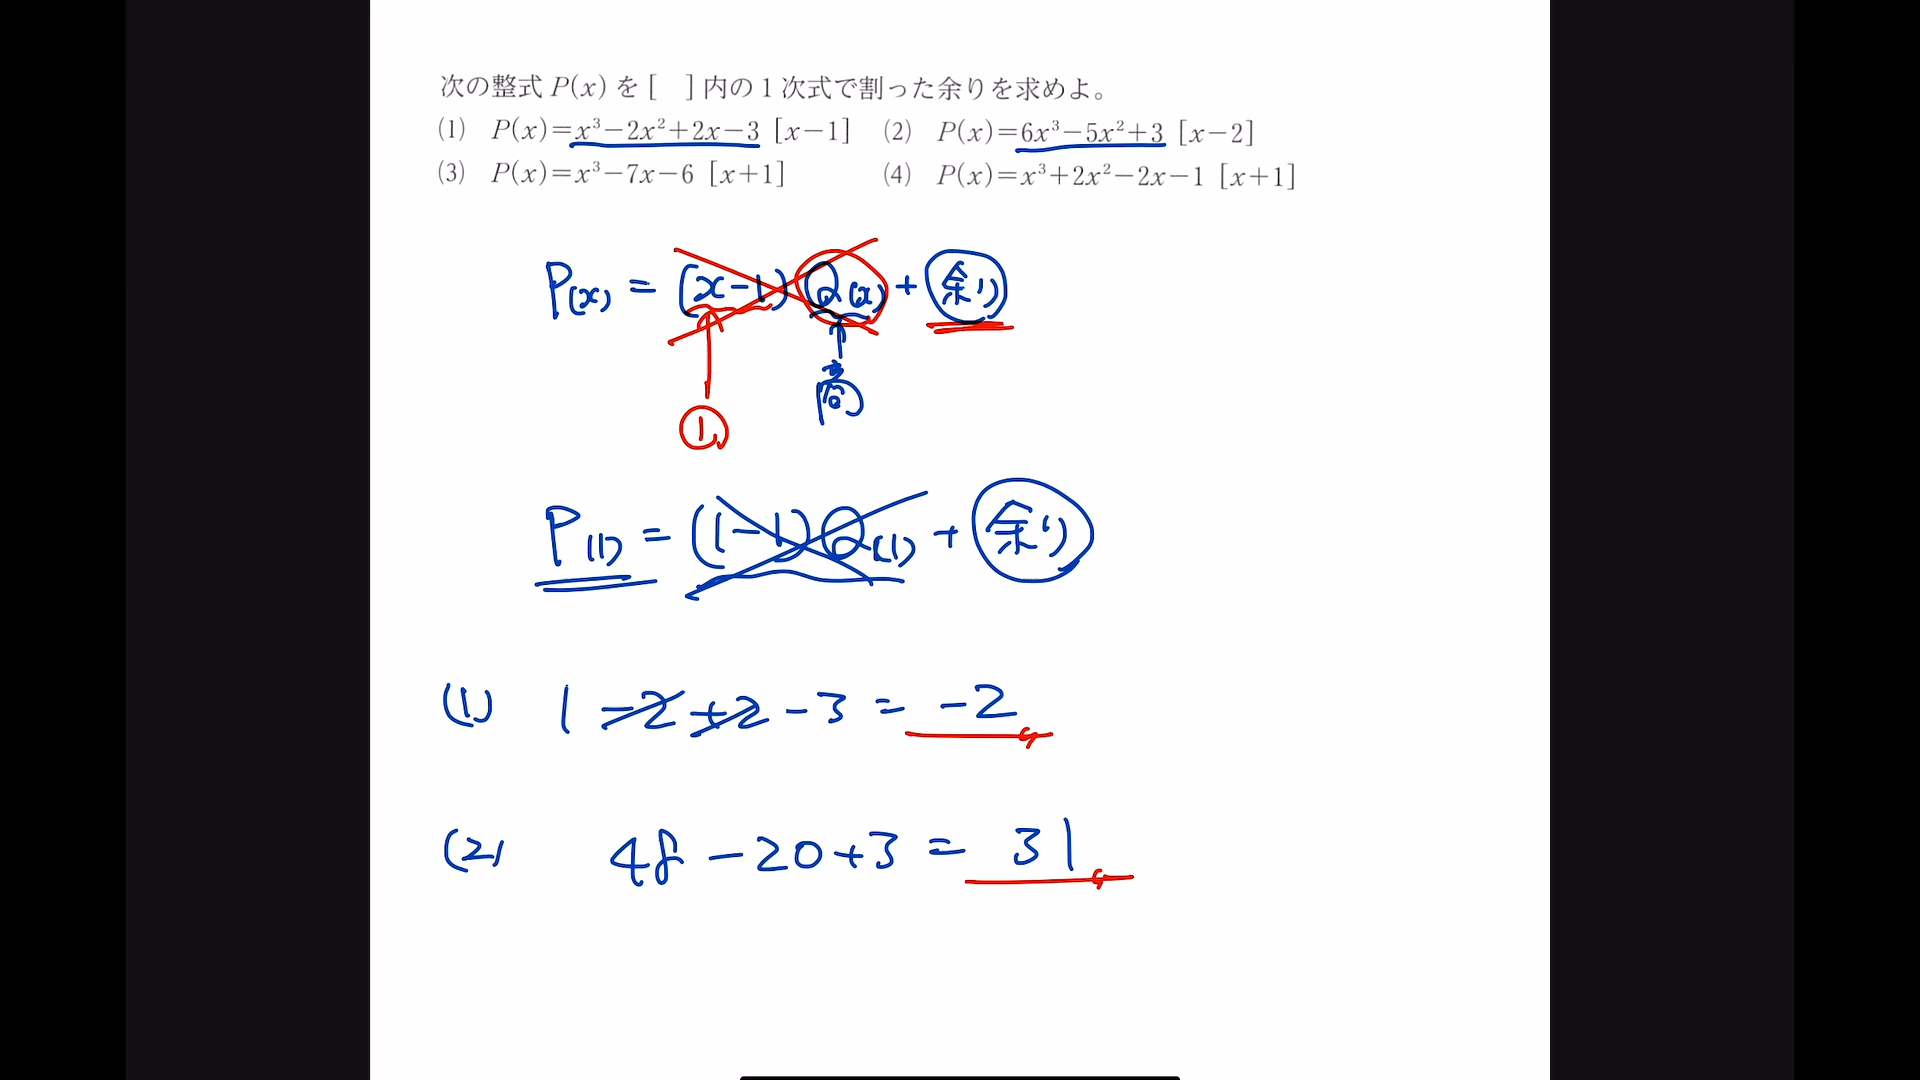 次の整式 P(x) を [ ] 内の 1 次式で割った余りを求めよ。
(1) P(x)=x³−2x²+2x−3 [x−1] (2) P(x)=6x³−5x²+3 [x−2]
(3) P(x)=x³−7x−6 [x+1] (4) P(x)=x³+2x²−2x−1 [x+1]
P(x) = (x−1) Q(x) + 余り
1 商
P(1) = (1−1) Q(1) + 余り
(1) 1 −2 +2 −3 = −2
(2) 48 −20+3 = 31